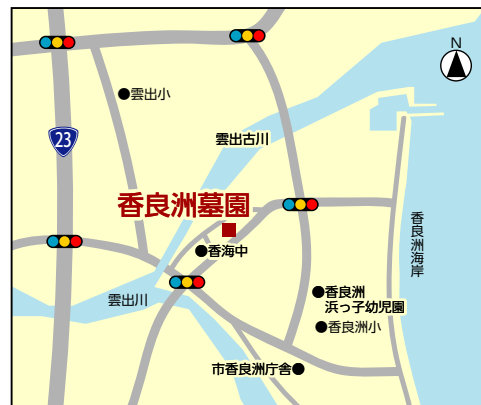 N
雲出小
23
雲出古川
香良洲墓園
香海中
香良洲海岸
雲出川
香良洲
浜っ子幼児園
香良洲小
市香良洲庁舎